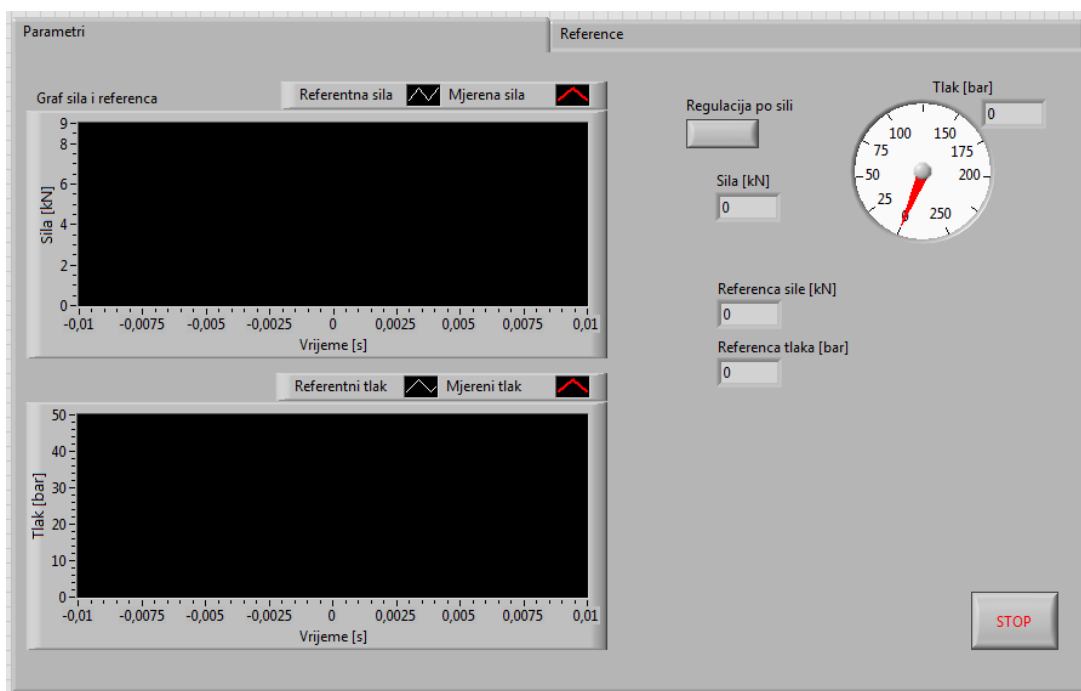 Parametri
Reference
Graf sila i referenca
Referentna sila
Mjerena sila
9
8
6
4
2
0
Sila [kN]
-0,01 -0,0075 -0,005 -0,0025 0 0,0025 0,005 0,0075 0,01
Vrijeme [s]
Referentni tlak
Mjereni tlak
50
40
30
20
10
0
Tlak [bar]
-0,01 -0,0075 -0,005 -0,0025 0 0,0025 0,005 0,0075 0,01
Vrijeme [s]
Regulacija po sili
Sila [kN]
0
Tlak [bar]
0
0
25
50
75
100
150
175
200
250
Referenca sile [kN]
0
Referenca tlaka [bar]
0
STOP